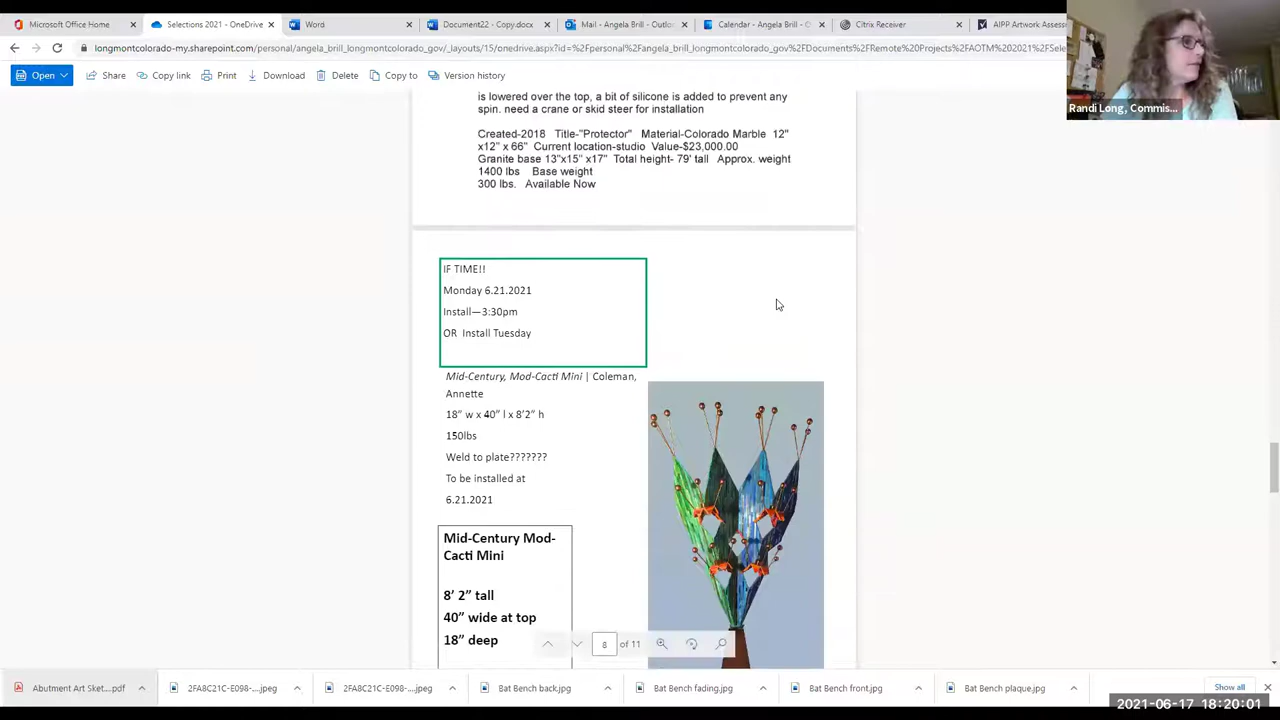 Microsoft Office Home
Selections 2021 - OneDrive
Word
Document22 - Copy.docx
Mail - Angela Brill - Outlo
Calendar - Angela Brill - O
Citrix Receiver
AIPP Artwork Assess
longmontcolorado-my.sharepoint.com/personal/angela_brill_longmontcolorado_gov/_layouts/15/onedrive.aspx?id=%2Fpersonal%2Fangela_brill_longmontcolorado_gov%2FDocuments%2FRemote%20Projects%2FAOTM%202021%2FSele
Open
Share
Copy link
Print
Download
Delete
Copy to
Version history
Randi Long, Commis...
is lowered over the top, a bit of silicone is added to prevent any
spin. need a crane or skid steer for installation
Created-2018 Title-"Protector" Material-Colorado Marble 12"
x12" x 66" Current location-studio Value-$23,000.00
Granite base 13"x15" x17" Total height- 79' tall Approx. weight
1400 lbs Base weight
300 lbs. Available Now
IF TIME!!
Monday 6.21.2021
Install—3:30pm
OR Install Tuesday
Mid-Century, Mod-Cacti Mini | Coleman,
Annette
18” w x 40” l x 8’2” h
150lbs
Weld to plate???????
To be installed at
6.21.2021
Mid-Century Mod-
Cacti Mini
8’ 2” tall
40” wide at top
18” deep
8 of 11
Abutment Art Sket....pdf
2FA8C21C-E098-....jpeg
2FA8C21C-E098-....jpeg
Bat Bench back.jpg
Bat Bench fading.jpg
Bat Bench front.jpg
Bat Bench plaque.jpg
Show all
2021-06-17 18:20:01